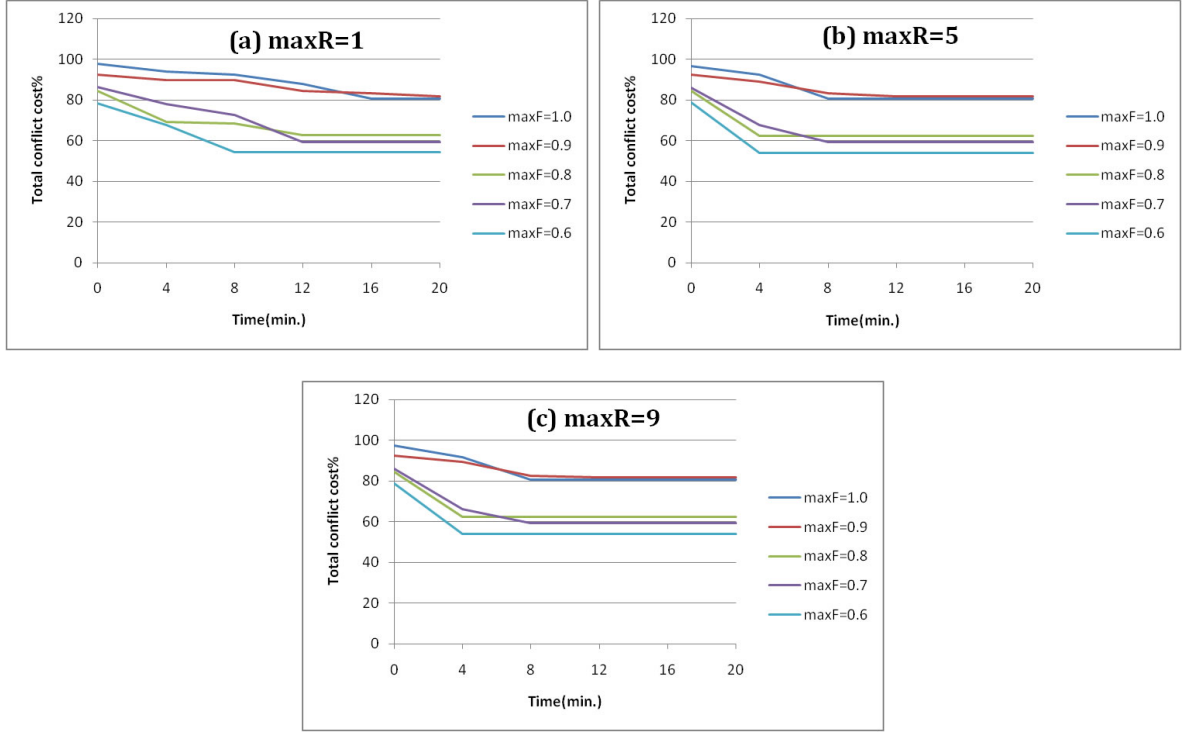 (a) maxR=1
Total conflict cost%
120
100
80
60
40
20
0
0 4 8 12 16 20
Time(min.)
maxF=1.0
maxF=0.9
maxF=0.8
maxF=0.7
maxF=0.6
(b) maxR=5
Total conflict cost%
120
100
80
60
40
20
0
0 4 8 12 16 20
Time(min.)
maxF=1.0
maxF=0.9
maxF=0.8
maxF=0.7
maxF=0.6
(c) maxR=9
Total conflict cost%
120
100
80
60
40
20
0
0 4 8 12 16 20
Time(min.)
maxF=1.0
maxF=0.9
maxF=0.8
maxF=0.7
maxF=0.6